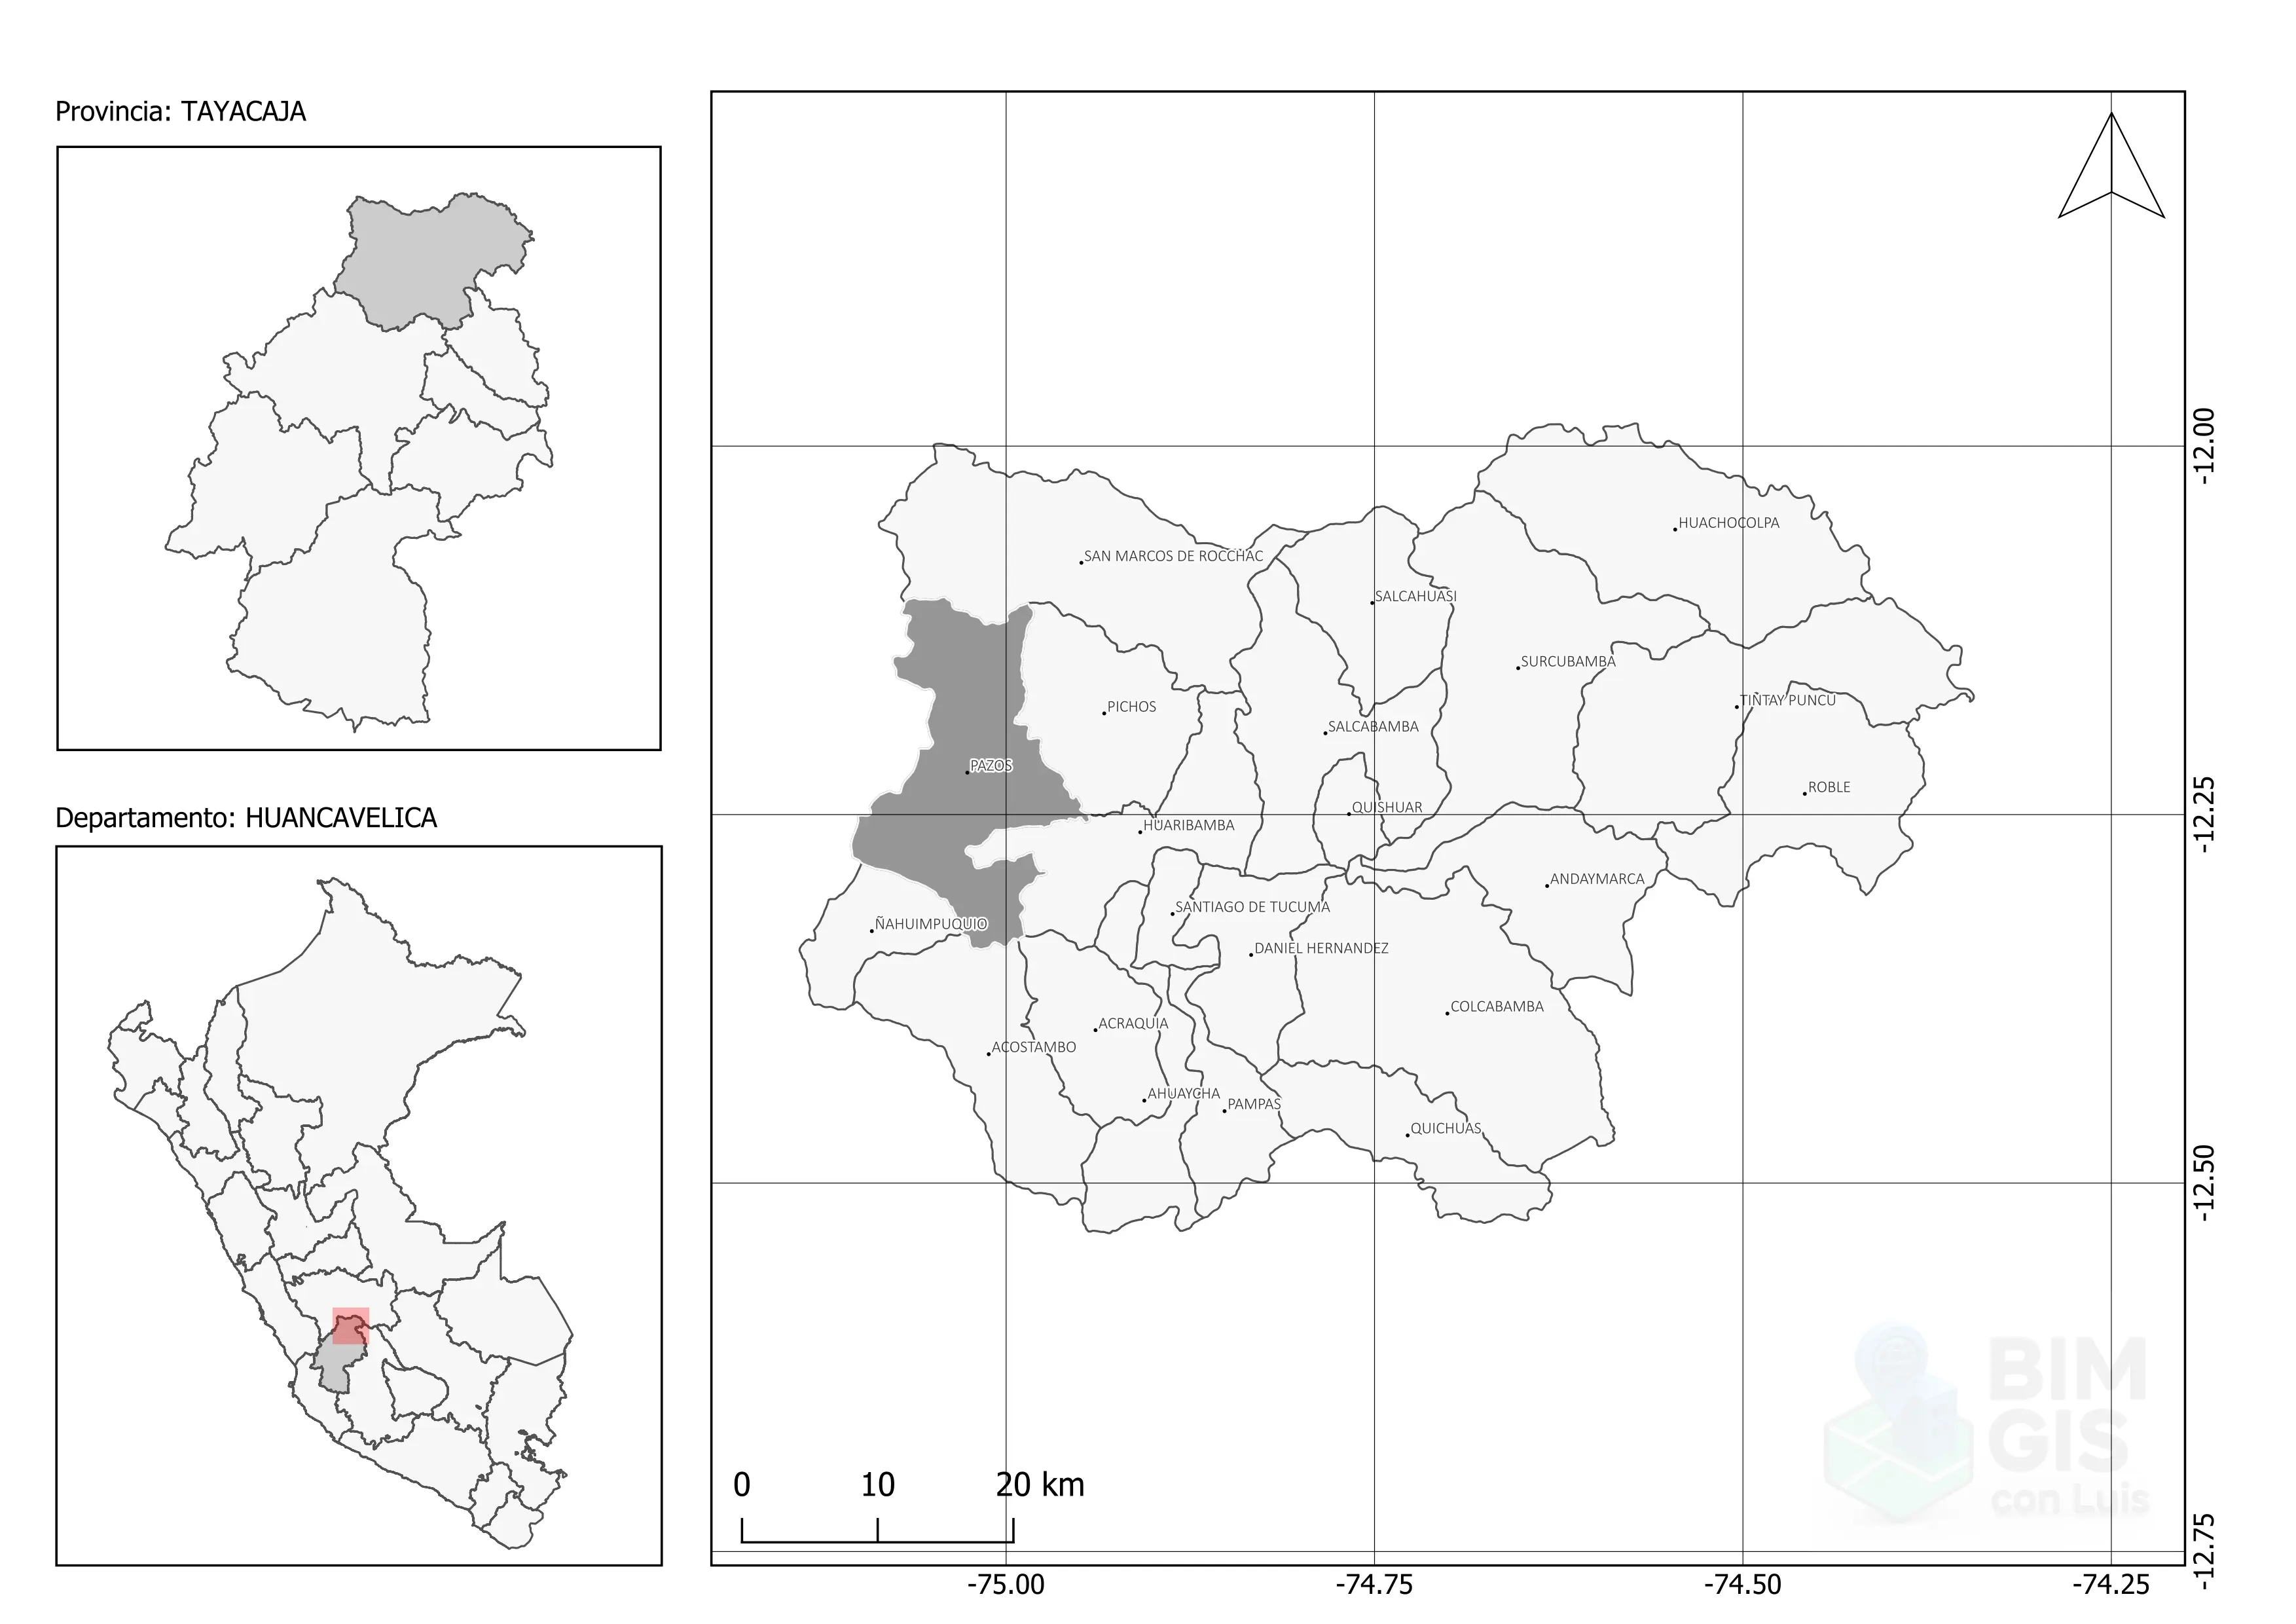 Provincia: TAYACAJA
Departamento: HUANCAVELICA
HUACHOCOLPA
SAN MARCOS DE ROCCHAC
SALCAHUASI
SURCUBAMBA
TINTAY PUNCU
PICHOS
SALCABAMBA
PAZOS
ROBLE
QUISHUAR
HUARIBAMBA
ANDAYMARCA
SANTIAGO DE TUCUMA
ÑAHUIMPUQUIO
DANIEL HERNANDEZ
COLCABAMBA
ACRAQUIA
ACOSTAMBO
AHUAYCHA
PAMPAS
QUICHUAS
-12.00
-12.25
-12.50
-12.75
BIM
GIS
con Luis
0 10 20 km
-75.00 -74.75 -74.50 -74.25